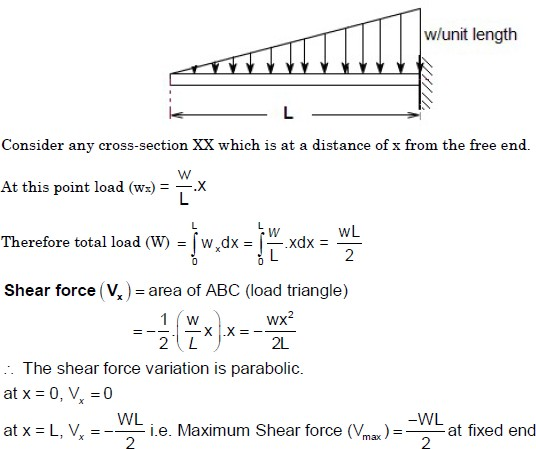 w/unit length
L
Consider any cross-section XX which is at a distance of x from the free end.
At this point load (wx) = w/L .x
Therefore total load (W) = ∫₀ᴸ wₓdx = ∫₀ᴸ w/L .xdx = wL/2
Shear force (Vₓ) = area of ABC (load triangle)
= −1/2 .(w/L x).x = −wx²/2L
∴ The shear force variation is parabolic.
at x = 0, Vₓ = 0
at x = L, Vₓ = −WL/2 i.e. Maximum Shear force (Vmax) = −WL/2 at fixed end